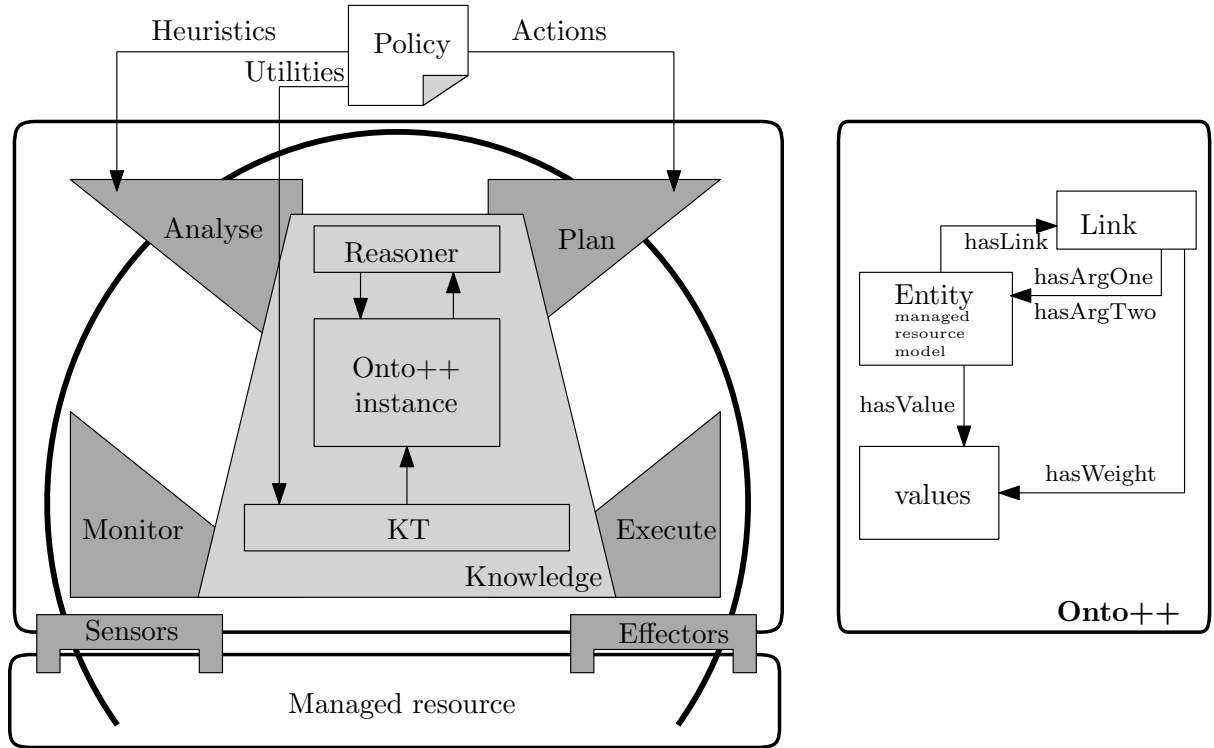 Heuristics
Policy
Actions
Utilities
Analyse
Plan
Reasoner
Onto++
instance
Monitor
KT
Execute
Knowledge
Sensors
Effectors
Managed resource
Link
hasLink
hasArgOne
Entity
hasArgTwo
managed
resource
model
hasValue
hasWeight
values
Onto++